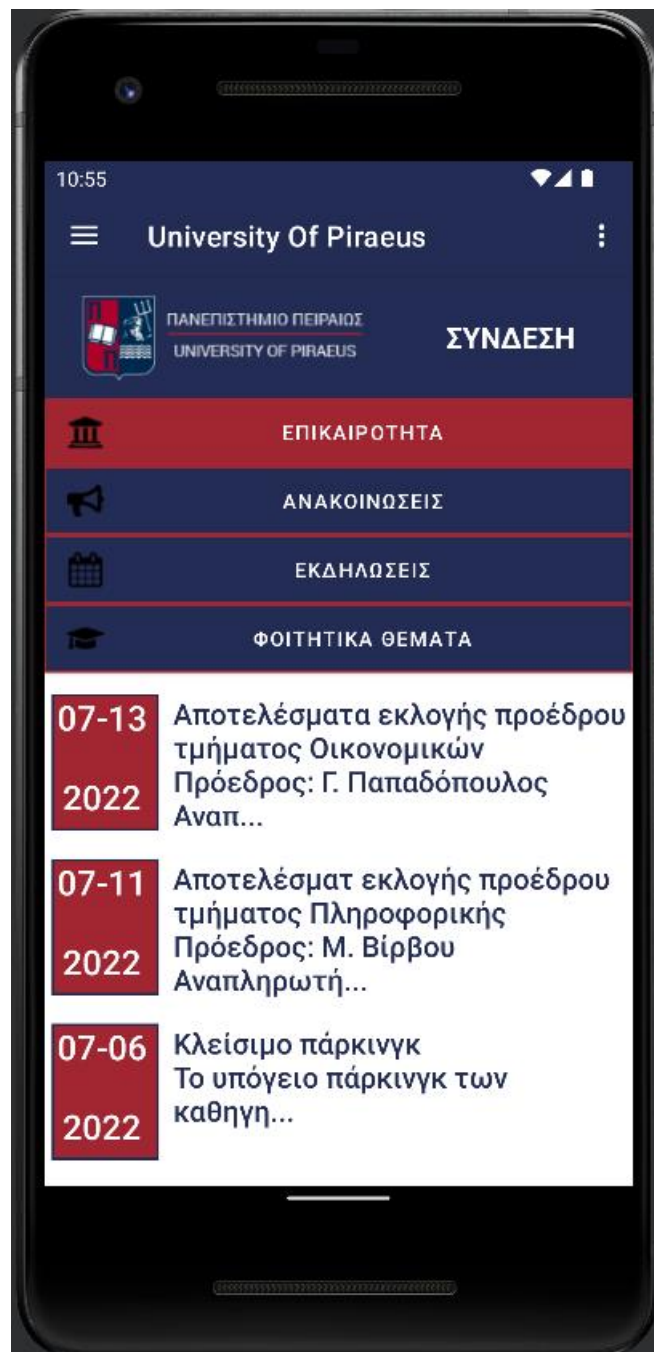 10:55
University Of Piraeus
ΠΑΝΕΠΙΣΤΗΜΙΟ ΠΕΙΡΑΙΩΣ
UNIVERSITY OF PIRAEUS
ΣΥΝΔΕΣΗ
ΕΠΙΚΑΙΡΟΤΗΤΑ
ΑΝΑΚΟΙΝΩΣΕΙΣ
ΕΚΔΗΛΩΣΕΙΣ
ΦΟΙΤΗΤΙΚΑ ΘΕΜΑΤΑ
07-13
2022
Αποτελέσματα εκλογής προέδρου
τμήματος Οικονομικών
Πρόεδρος: Γ. Παπαδόπουλος
Αναπ...
07-11
2022
Αποτελέσματ εκλογής προέδρου
τμήματος Πληροφορικής
Πρόεδρος: Μ. Βίρβου
Αναπληρωτή...
07-06
2022
Κλείσιμο πάρκινγκ
Το υπόγειο πάρκινγκ των
καθηγη...